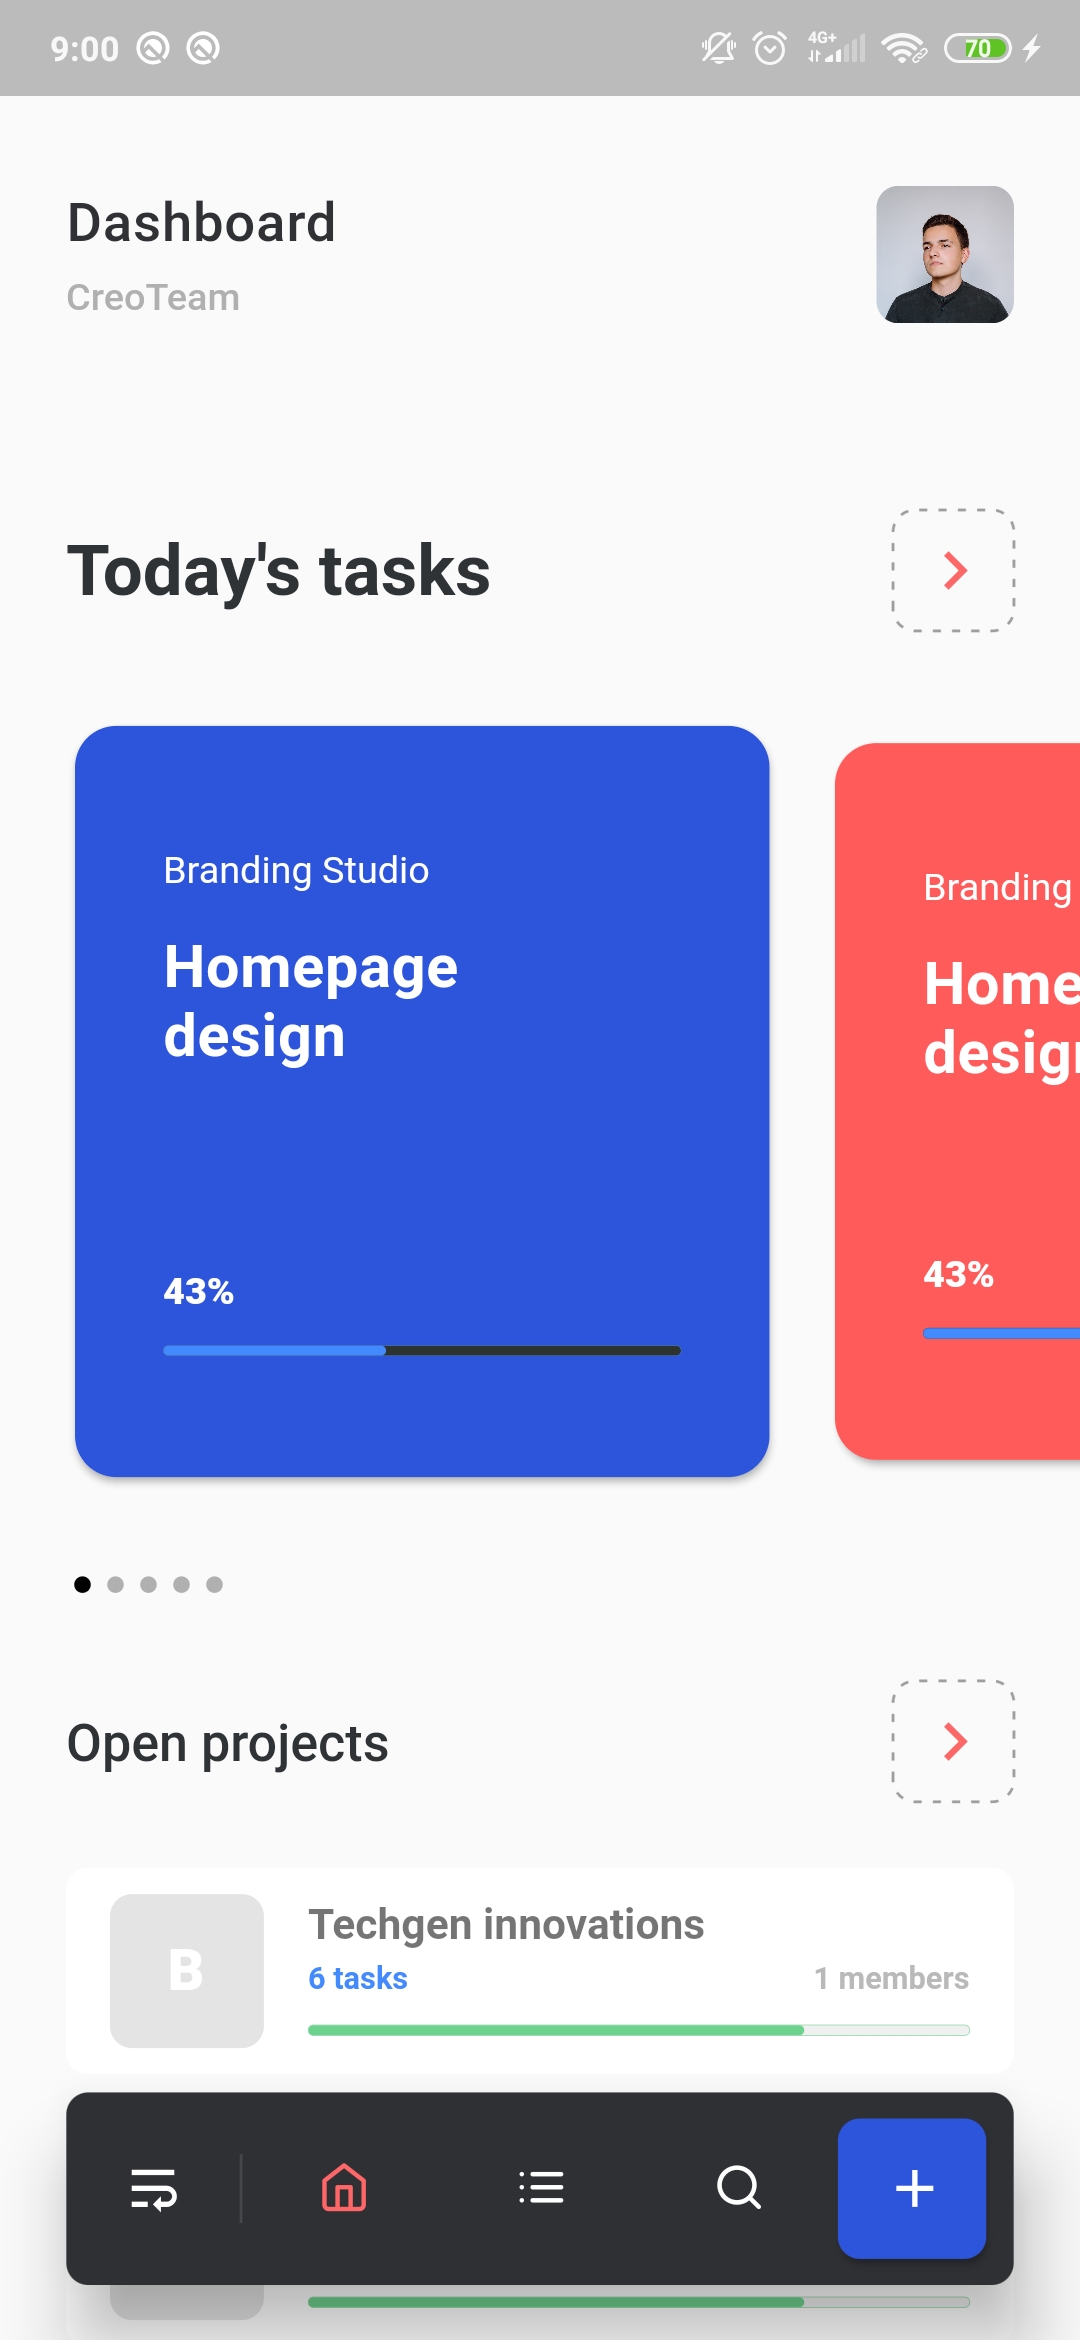 9:00
4G+
70
Dashboard
CreoTeam
Today's tasks
Branding Studio
Homepage
design
43%
Branding
Home
design
43%
Open projects
B
Techgen innovations
6 tasks
1 members